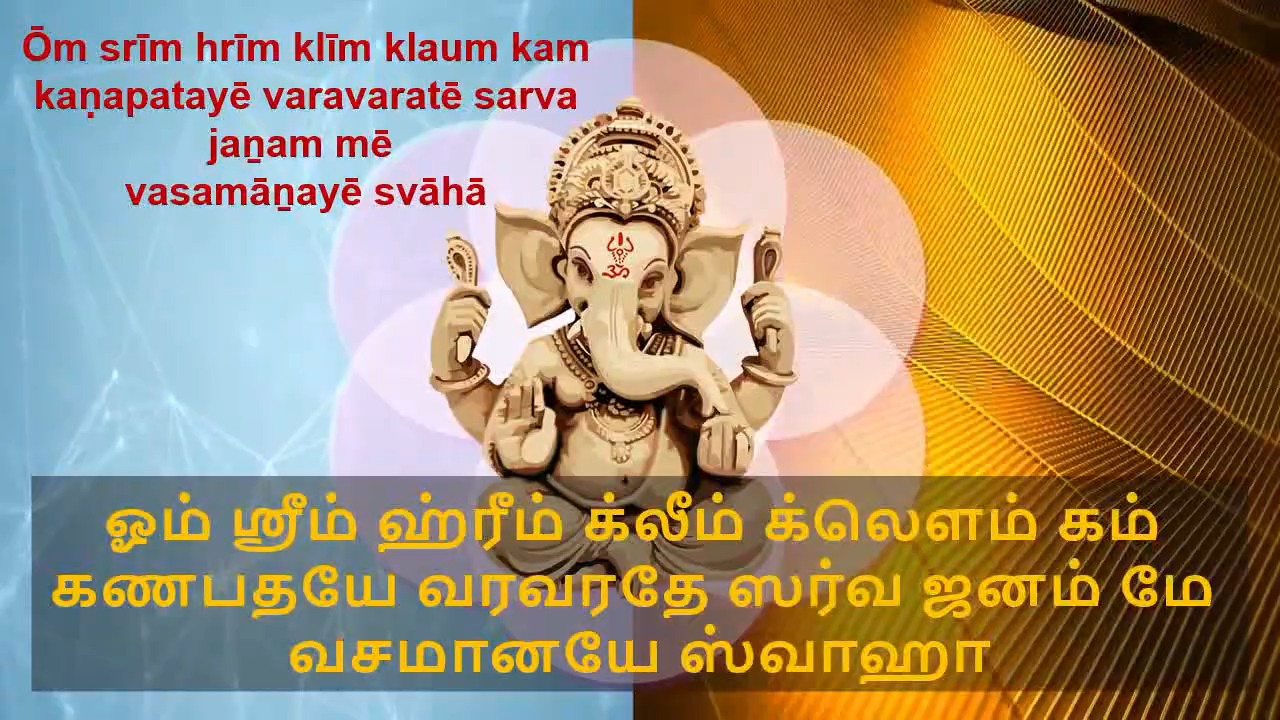 Ōm srīm hrīm klīm klaum kam
kaṇapatayē varavaratē sarva
jaṉam mē
vasamāṉayē svāhā
ॐ
ஓம் ஸ்ரீம் ஹ்ரீம் க்லீம் க்லௌம் கம்
கணபதயே வரவரதே ஸர்வ ஜனம் மே
வசமானயே ஸ்வாஹா